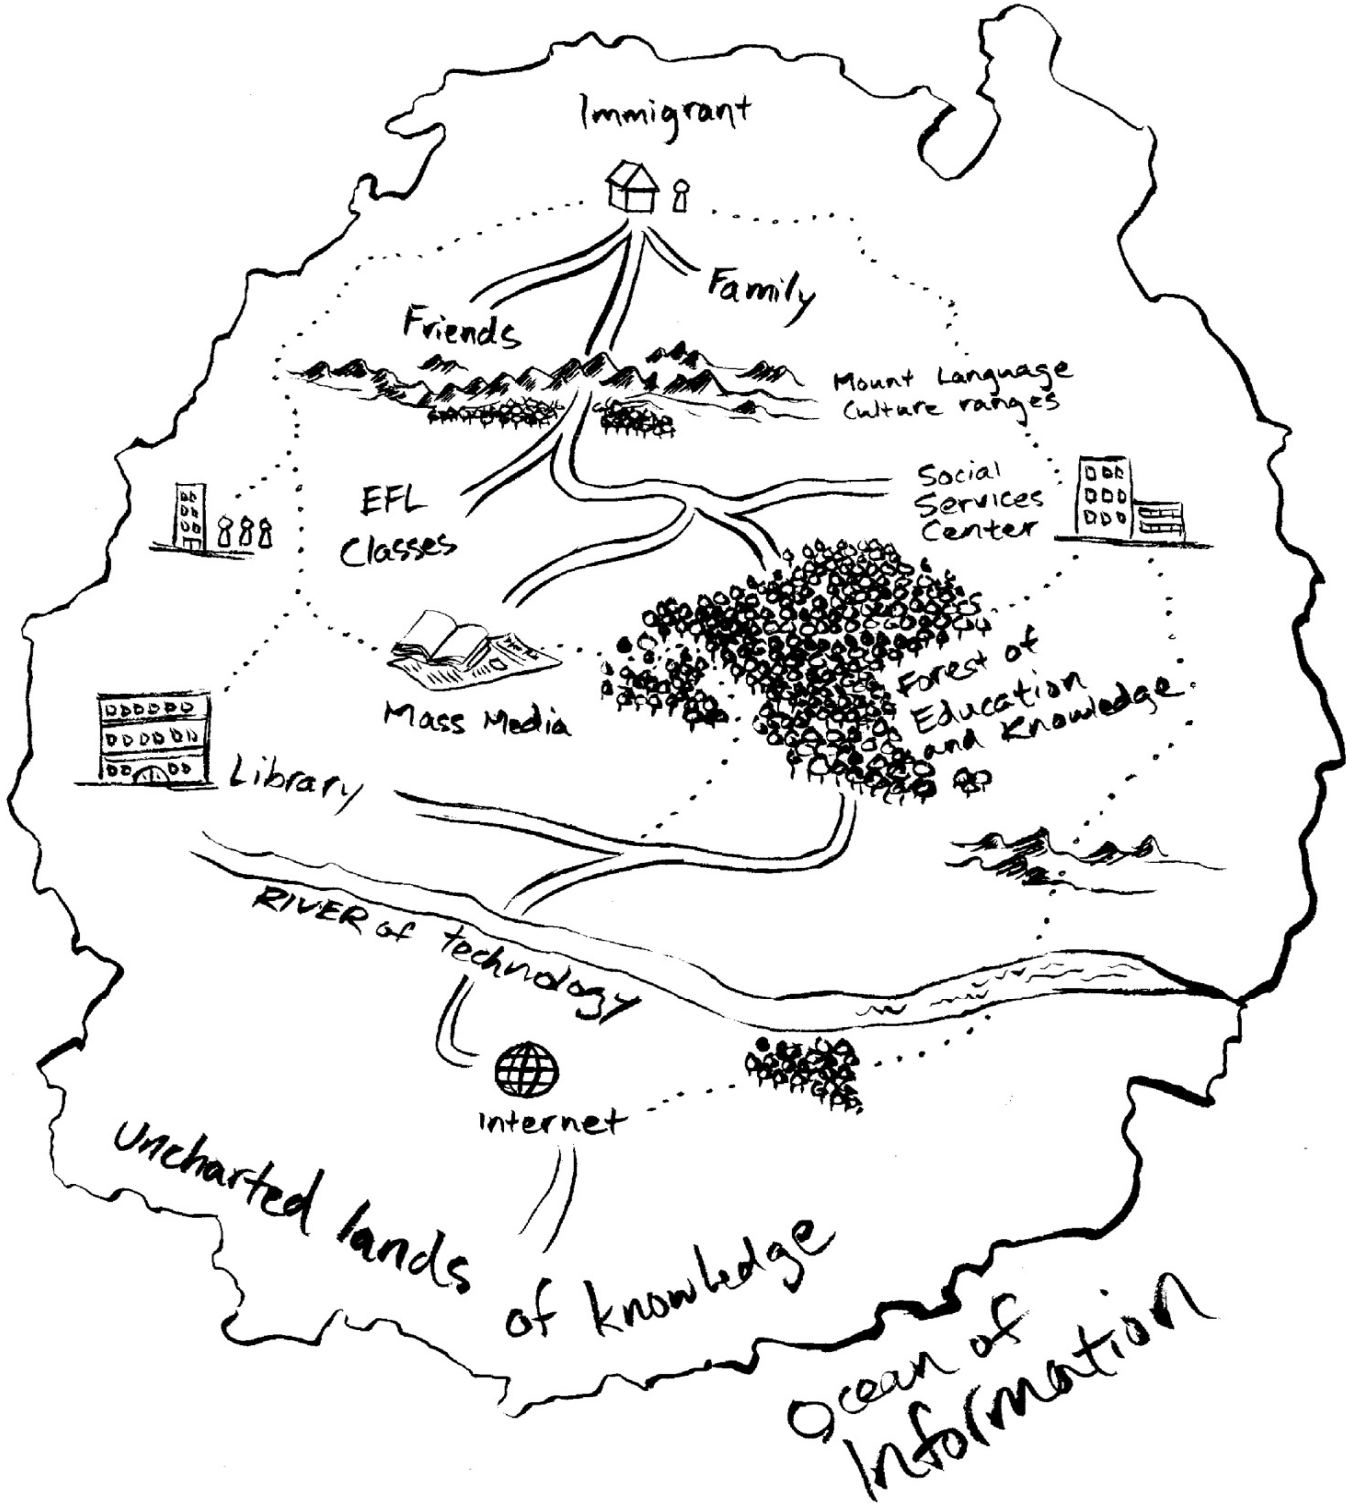 Immigrant
Family
Friends
Mount Language
Culture ranges
Social
Services
Center
EFL
Classes
Forest of
Education
and Knowledge
Mass Media
Library
RIVER of technology
Internet
Uncharted lands
of knowledge
Ocean of
Information